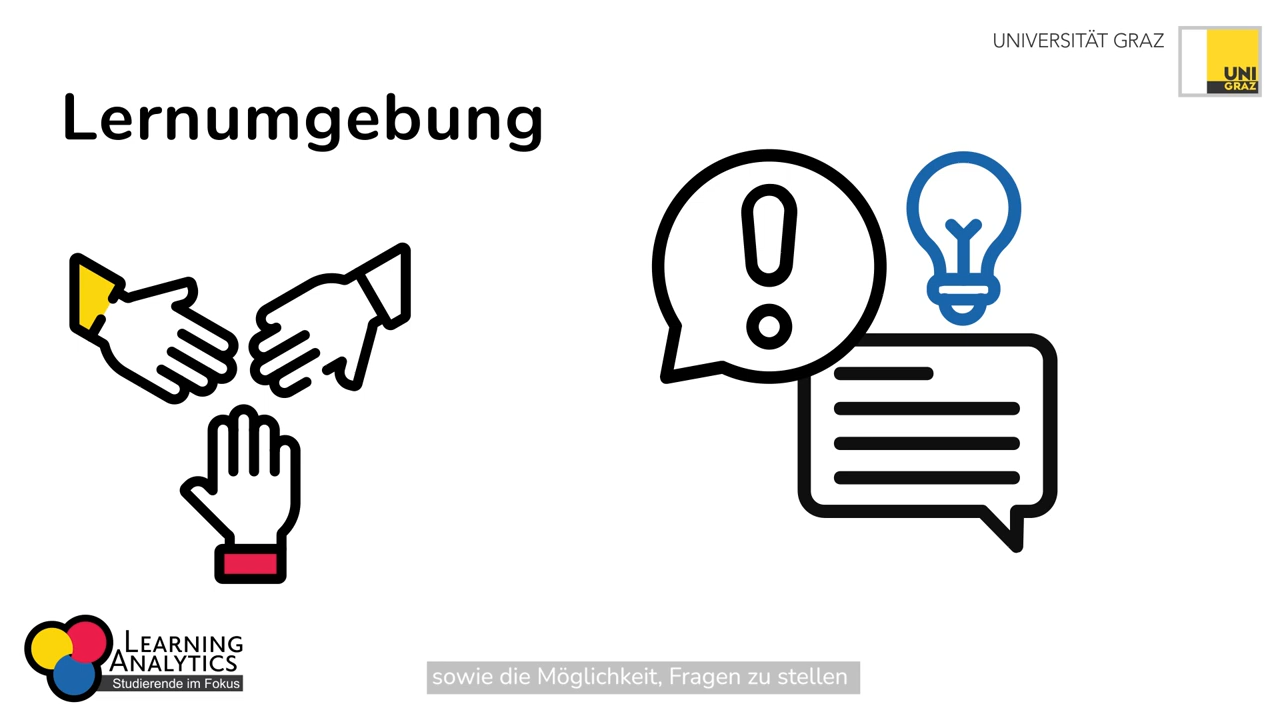 UNIVERSITÄT GRAZ
UNI
GRAZ
Lernumgebung
LEARNING
ANALYTICS
Studierende im Fokus
sowie die Möglichkeit, Fragen zu stellen